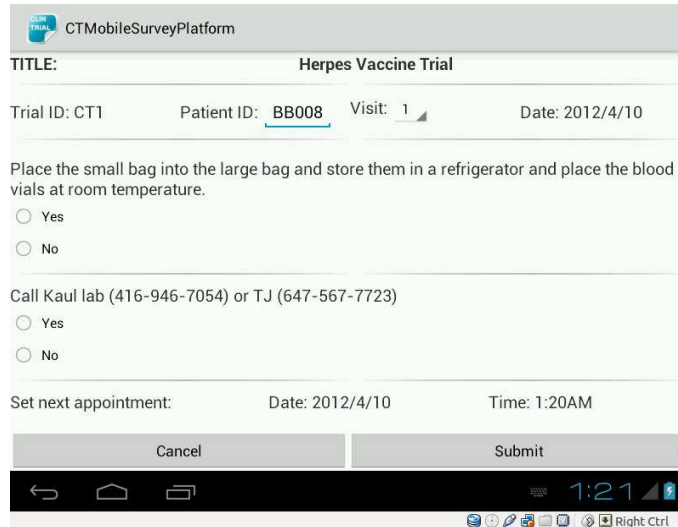 CLIN
TRIAL
CTMobileSurveyPlatform
TITLE: Herpes Vaccine Trial
Trial ID: CT1 Patient ID: BB008 Visit: 1 Date: 2012/4/10
Place the small bag into the large bag and store them in a refrigerator and place the blood
vials at room temperature.
Yes
No
Call Kaul lab (416-946-7054) or TJ (647-567-7723)
Yes
No
Set next appointment: Date: 2012/4/10 Time: 1:20AM
Cancel Submit
1:21
Right Ctrl